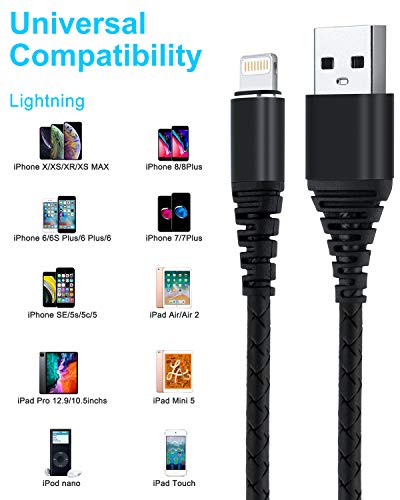 Universal
Compatibility
Lightning
iPhone X/XS/XR/XS MAX
iPhone 8/8Plus
iPhone 6/6S Plus/6 Plus/6
iPhone 7/7Plus
iPhone SE/5s/5c/5
iPad Air/Air 2
iPad Pro 12.9/10.5inchs
iPad Mini 5
iPod nano
iPad Touch